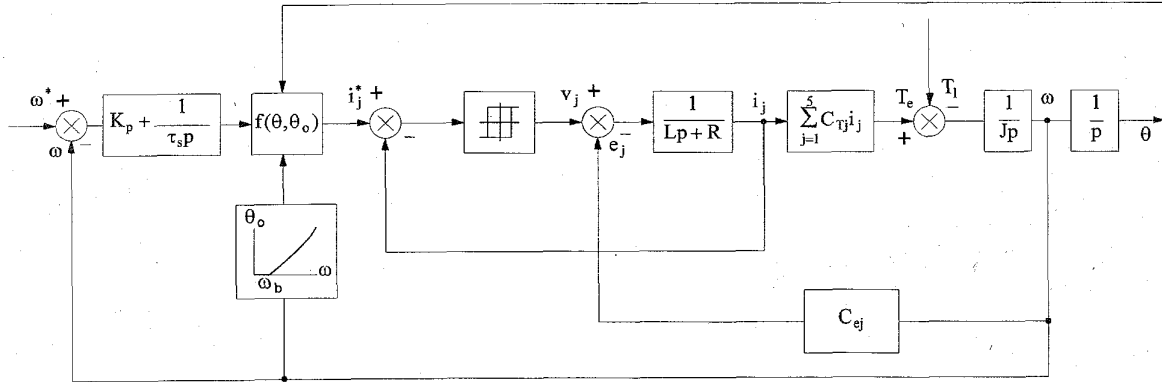 ω* +
ω −
K_p + 1/(τ_s p)
f(θ,θ_o)
i_j* +
−
v_j +
−
e_j
1/(Lp + R)
i_j
5
∑ C_Tj i_j
j=1
T_e
+
T_l
−
1/(Jp)
ω
1/p
θ
θ_o
ω
ω_b
C_ej